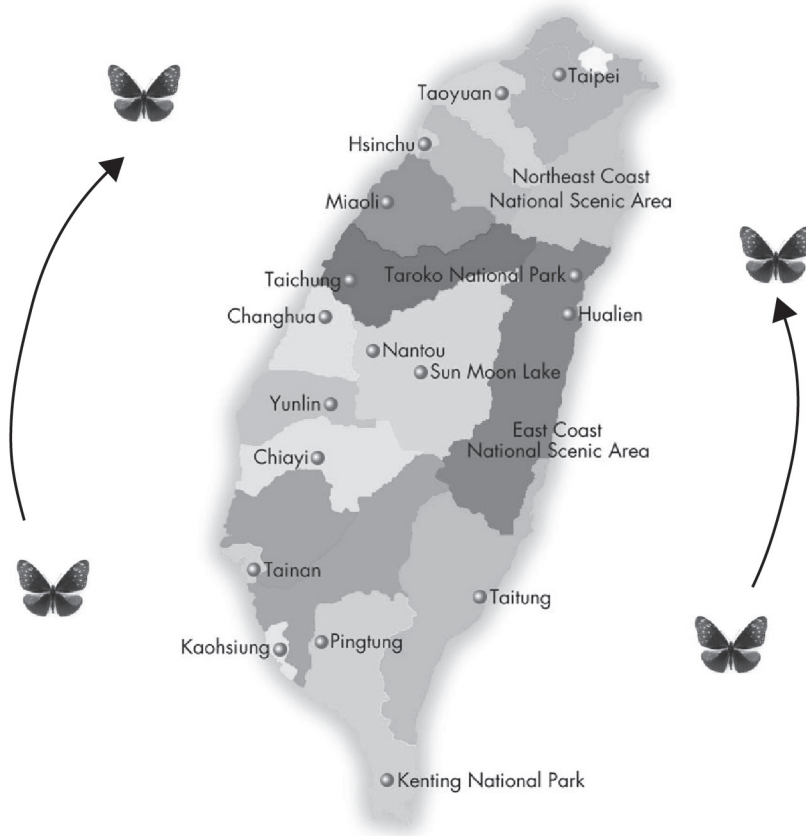 Taipei
Taoyuan
Hsinchu
Northeast Coast
National Scenic Area
Miaoli
Taroko National Park
Taichung
Changhua
Hualien
Nantou
Sun Moon Lake
Yunlin
East Coast
National Scenic Area
Chiayi
Tainan
Taitung
Kaohsiung
Pingtung
Kenting National Park